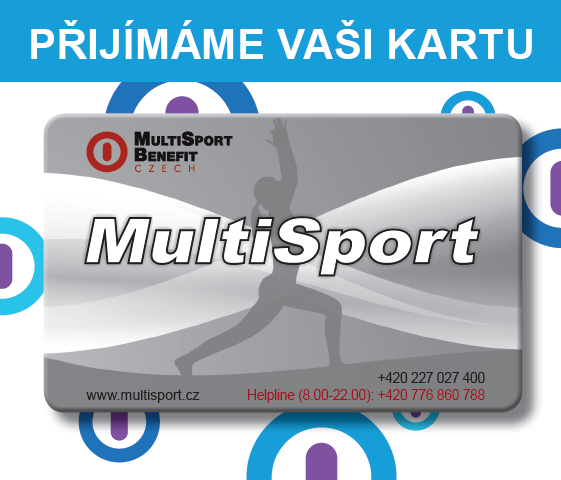 PŘIJÍMÁME VAŠI KARTU
MULTISPORT
BENEFIT
CZECH
MultiSport
+420 227 027 400
www.multisport.cz Helpline (8.00-22.00): +420 776 860 788